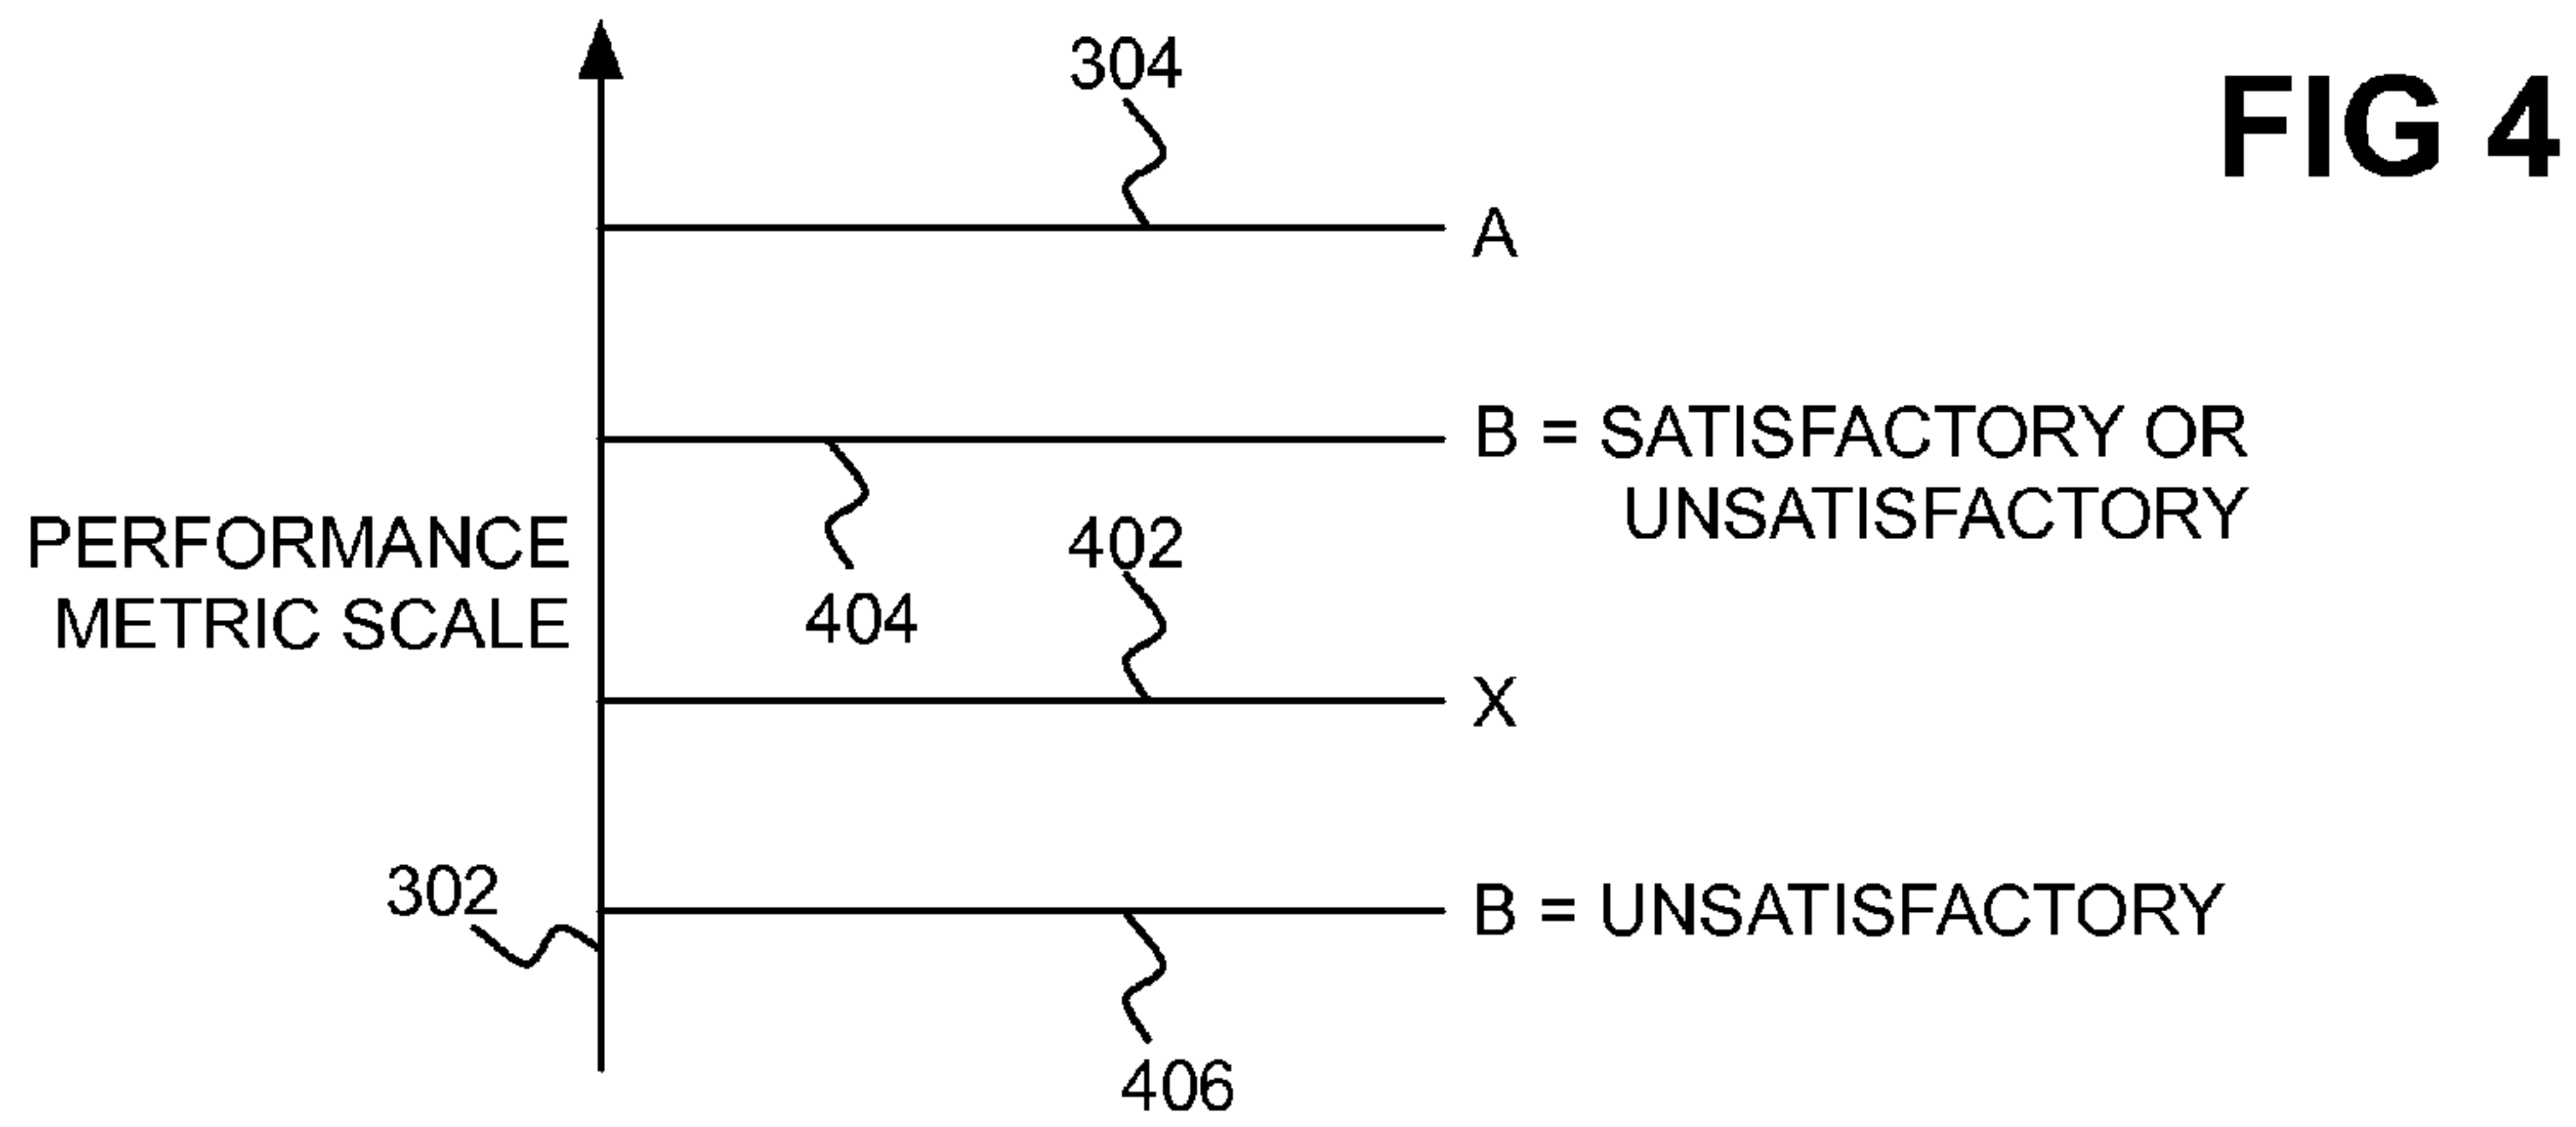 FIG 4
304
A
B = SATISFACTORY OR
UNSATISFACTORY
PERFORMANCE
METRIC SCALE
402
404
X
302
B = UNSATISFACTORY
406